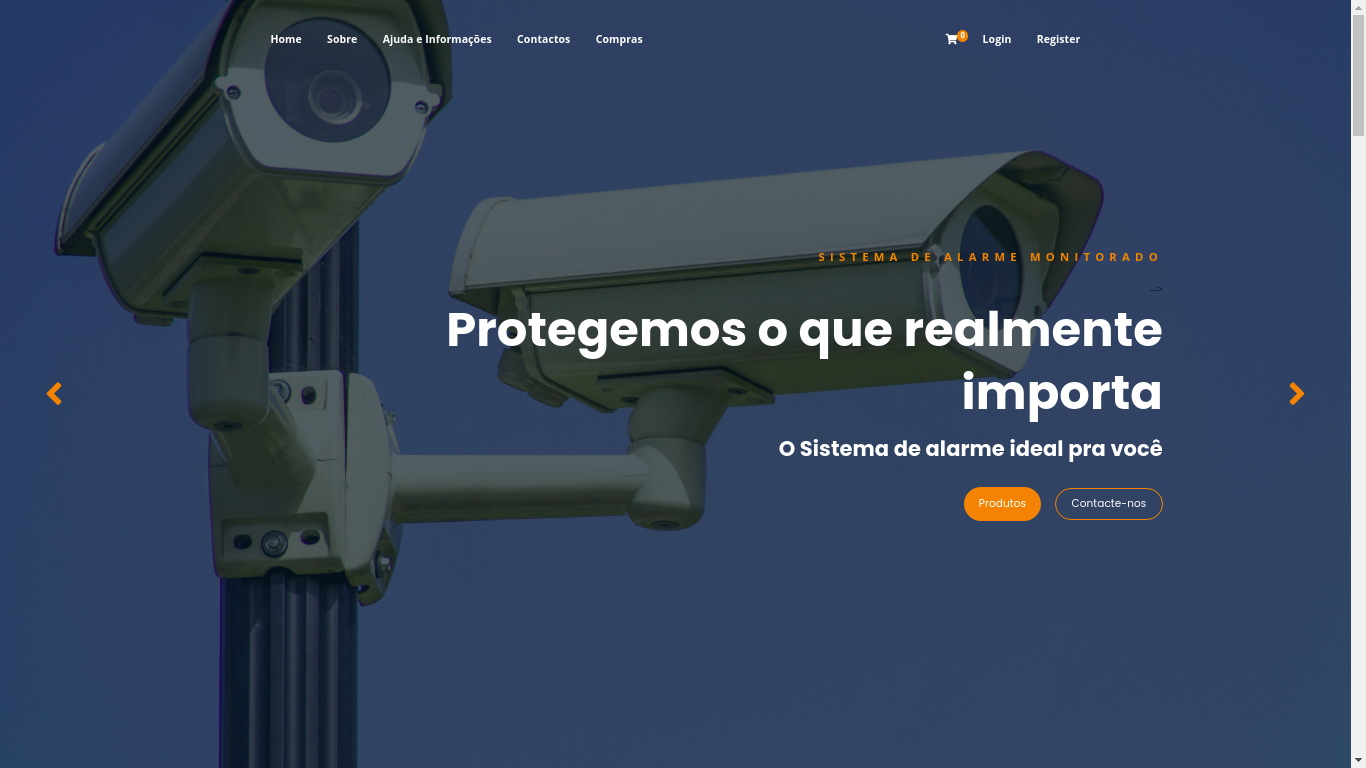 Home Sobre Ajuda e Informações Contactos Compras 0 Login Register
SISTEMA DE ALARME MONITORADO
-->
Protegemos o que realmente
importa
O Sistema de alarme ideal pra você
Produtos Contacte-nos